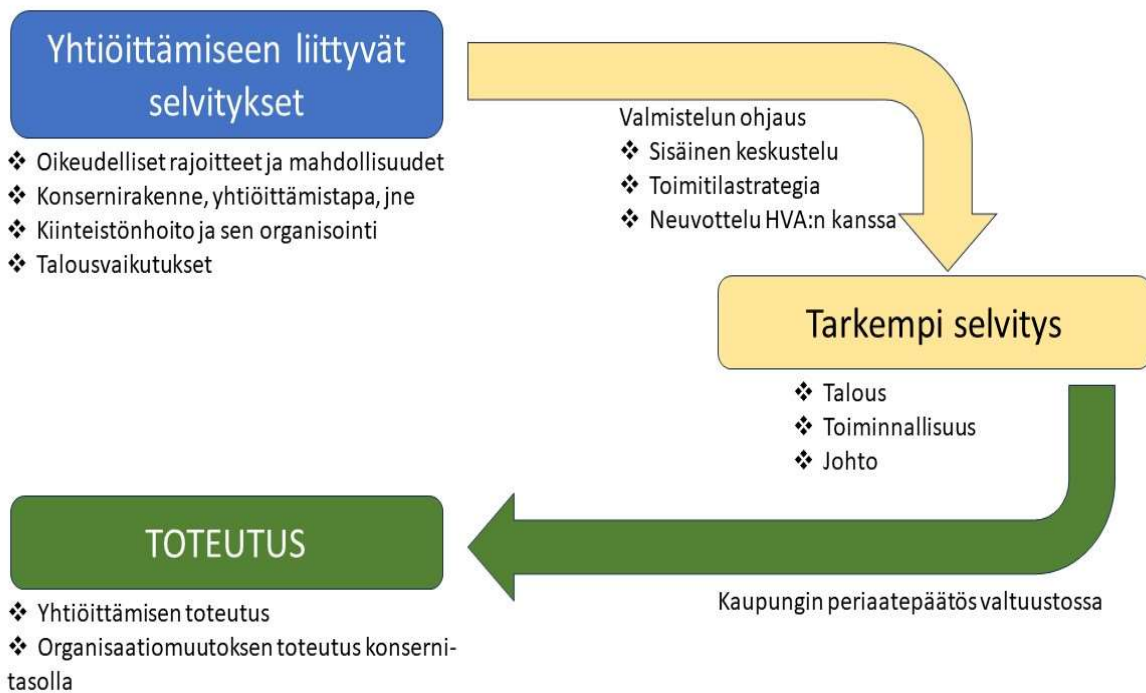 Yhtiöittämiseen liittyvät
selvitykset
❖ Oikeudelliset rajoitteet ja mahdollisuudet
❖ Konsernirakenne, yhtiöittämistapa, jne
❖ Kiinteistönhoito ja sen organisointi
❖ Talousvaikutukset
Valmistelun ohjaus
❖ Sisäinen keskustelu
❖ Toimitilastrategia
❖ Neuvottelu HVA:n kanssa
Tarkempi selvitys
❖ Talous
❖ Toiminnallisuus
❖ Johto
Kaupungin periaatepäätös valtuustossa
TOTEUTUS
❖ Yhtiöittämisen toteutus
❖ Organisaatiomuutoksen toteutus konserni-
tasolla